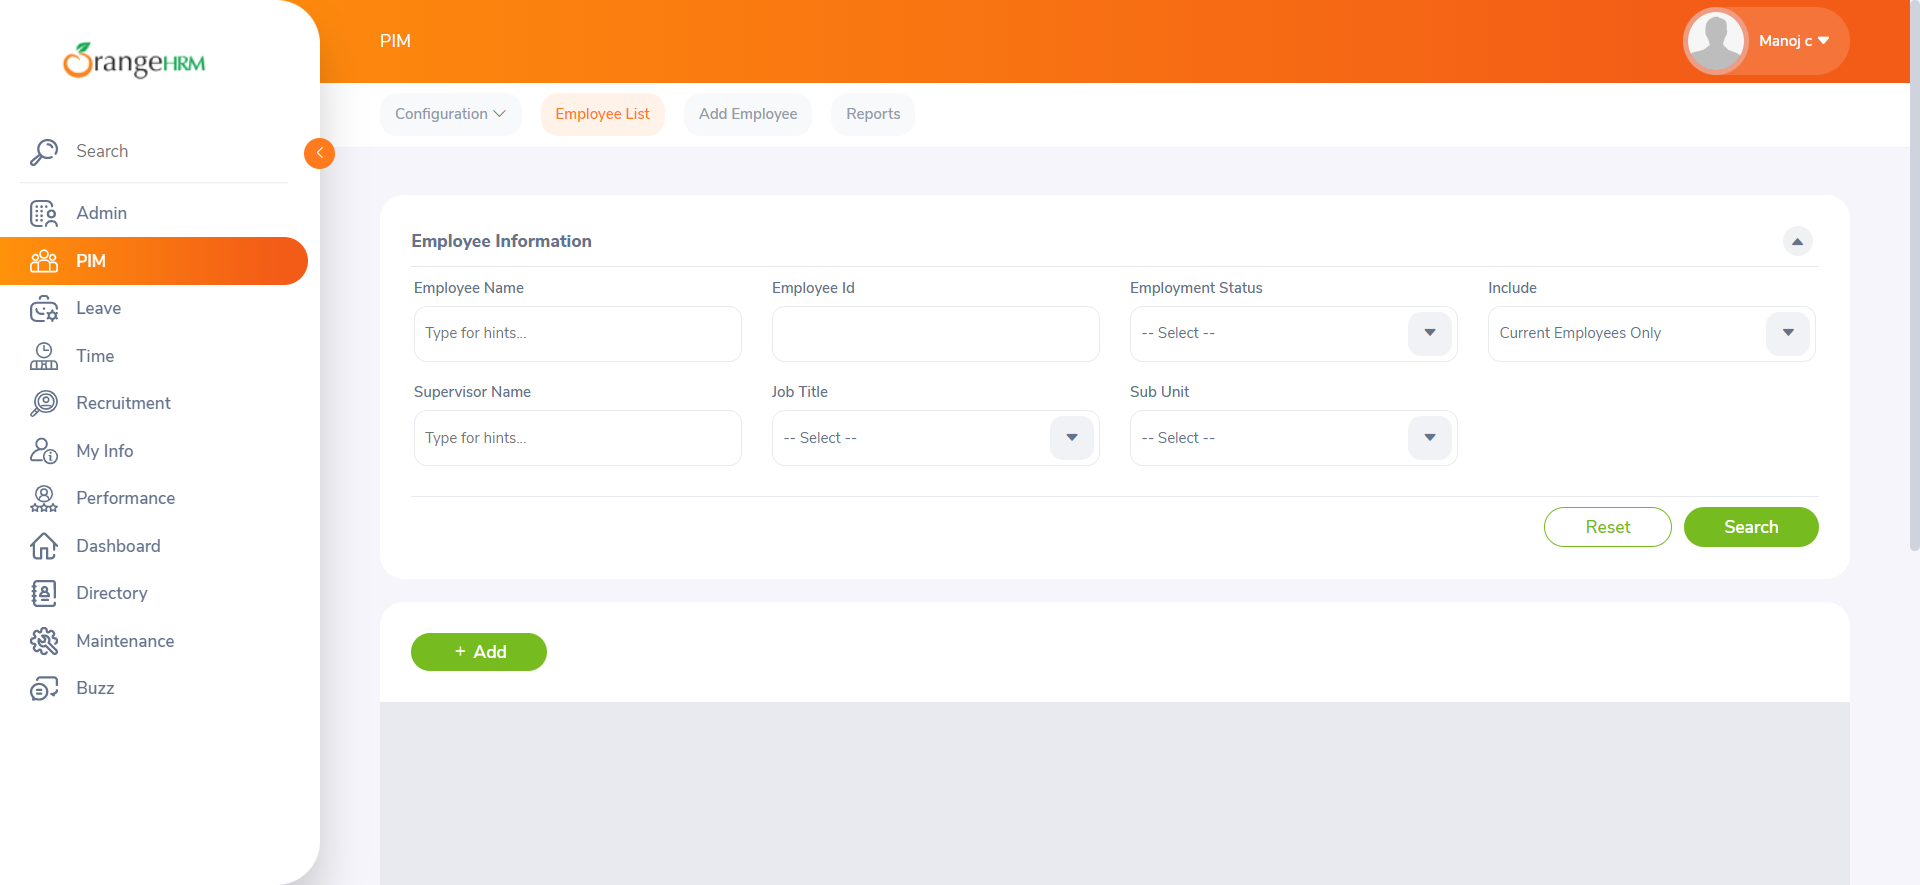 OrangeHRM
PIM
Manoj c
Configuration
Employee List
Add Employee
Reports
Search
Admin
PIM
Leave
Time
Recruitment
My Info
Performance
Dashboard
Directory
Maintenance
Buzz
Employee Information
Employee Name
Employee Id
Employment Status
Include
Type for hints...
-- Select --
Current Employees Only
Supervisor Name
Job Title
Sub Unit
Type for hints...
-- Select --
-- Select --
Reset
Search
+ Add